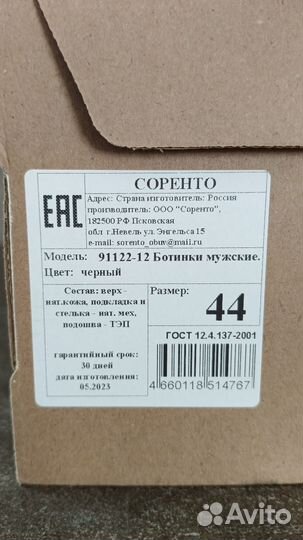 СОРЕНТО
EAC
Адрес: Страна изготовитель: Россия
производитель: ООО "Соренто",
182500 РФ Псковская
обл г.Невель ул. Энгельса 15
e-mail: sorento_obuv@mail.ru
Модель: 91122-12 Ботинки мужские.
Цвет: черный
Состав: верх -
нат.кожа, подкладка и
стелька - нат. мех,
подошва - ТЭП
гарантийный срок:
30 дней
дата изготовления:
05.2023
Размер:
44
ГОСТ 12.4.137-2001
4 660118 514767
Avito